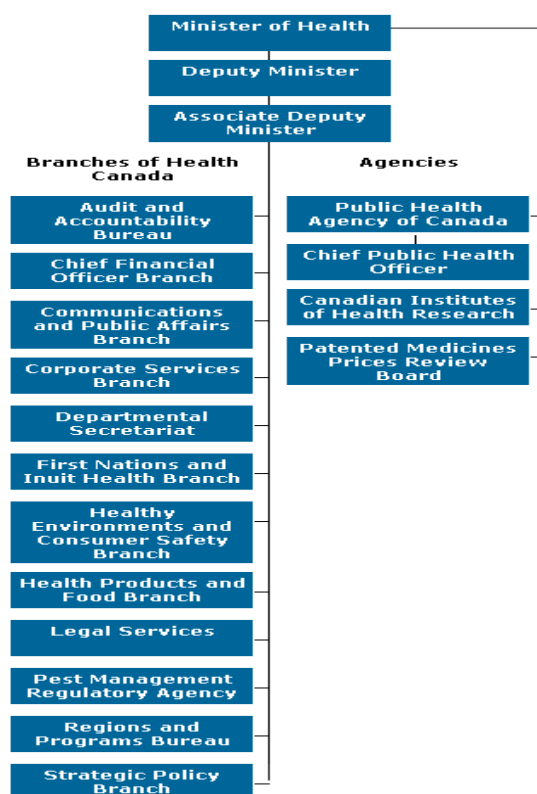 Minister of Health
Deputy Minister
Associate Deputy
Minister
Branches of Health
Canada
Audit and
Accountability
Bureau
Chief Financial
Officer Branch
Communications
and Public Affairs
Branch
Corporate Services
Branch
Departmental
Secretariat
First Nations and
Inuit Health Branch
Healthy
Environments and
Consumer Safety
Branch
Health Products and
Food Branch
Legal Services
Pest Management
Regulatory Agency
Regions and
Programs Bureau
Strategic Policy
Branch
Agencies
Public Health
Agency of Canada
Chief Public Health
Officer
Canadian Institutes
of Health Research
Patented Medicines
Prices Review
Board